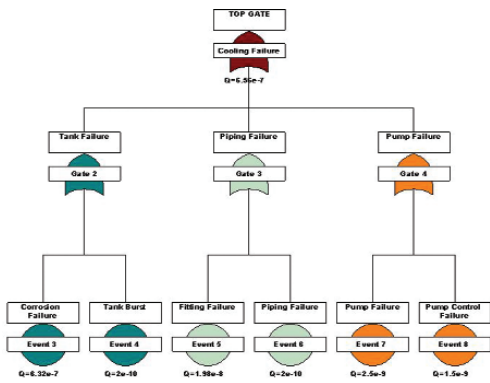 TOP GATE
Cooling Failure
Q=6.56e-7
Tank Failure
Piping Failure
Pump Failure
Gate 2
Gate 3
Gate 4
Corrosion
Failure
Tank Burst
Fitting Failure
Piping Failure
Pump Failure
Pump Control
Failure
Event 3
Event 4
Event 5
Event 6
Event 7
Event 8
Q=6.32e-7
Q=2e-10
Q=1.98e-8
Q=2e-10
Q=2.5e-9
Q=1.5e-9